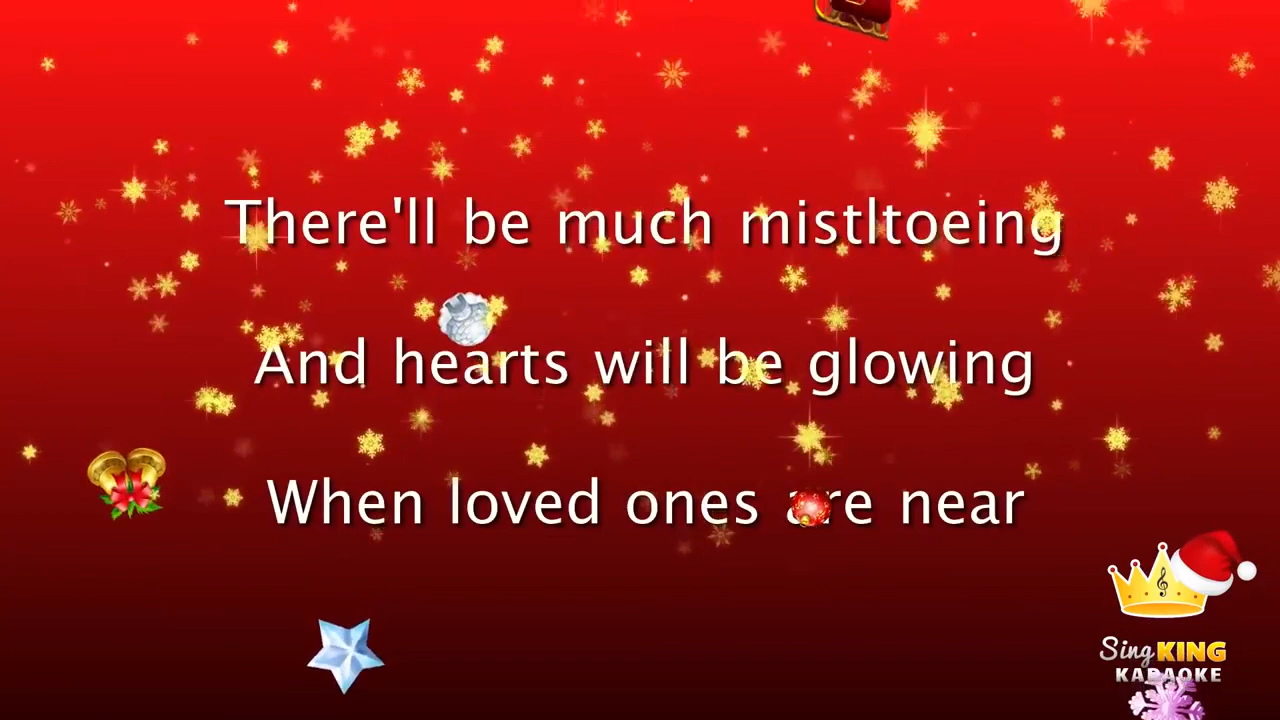 There'll be much mistltoeing
And hearts will be glowing
When loved ones are near
Sing KING
KARAOKE